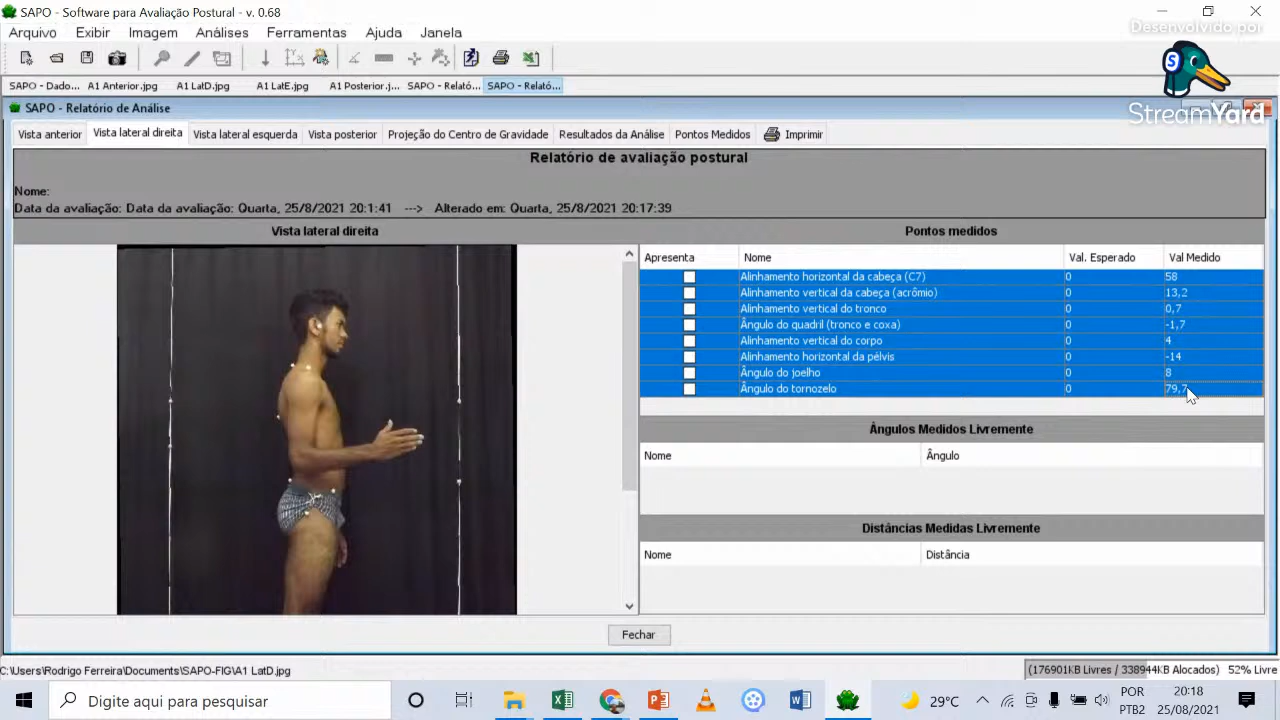 SAPO - Software para Avaliação Postural - v. 0.68
Desenvolvido por
StreamYard
Arquivo Exibir Imagem Análises Ferramentas Ajuda Janela
SAPO - Dado... A1 Anterior.jpg A1 LatD.jpg A1 LatE.jpg A1 Posterior.j... SAPO - Relató... SAPO - Relató...
SAPO - Relatório de Análise
Vista anterior Vista lateral direita Vista lateral esquerda Vista posterior Projeção do Centro de Gravidade Resultados da Análise Pontos Medidos Imprimir
Relatório de avaliação postural
Nome:
Data da avaliação: Data da avaliação: Quarta, 25/8/2021 20:1:41 ---> Alterado em: Quarta, 25/8/2021 20:17:39
Vista lateral direita
Pontos medidos
Apresenta Nome Val. Esperado Val Medido
Alinhamento horizontal da cabeça (C7) 0 58
Alinhamento vertical da cabeça (acrômio) 0 13,2
Alinhamento vertical do tronco 0 0,7
Ângulo do quadril (tronco e coxa) 0 -1,7
Alinhamento vertical do corpo 0 4
Alinhamento horizontal da pélvis 0 -14
Ângulo do joelho 0 8
Ângulo do tornozelo 0 79,7
Ângulos Medidos Livremente
Nome Ângulo
Distâncias Medidas Livremente
Nome Distância
Fechar
C:\Users\Rodrigo Ferreira\Documents\SAPO-FIG\A1 LatD.jpg
(176901KB Livres / 338944KB Alocados) 52% Livre
Digite aqui para pesquisar
29°C
POR
PTB2
20:18
25/08/2021